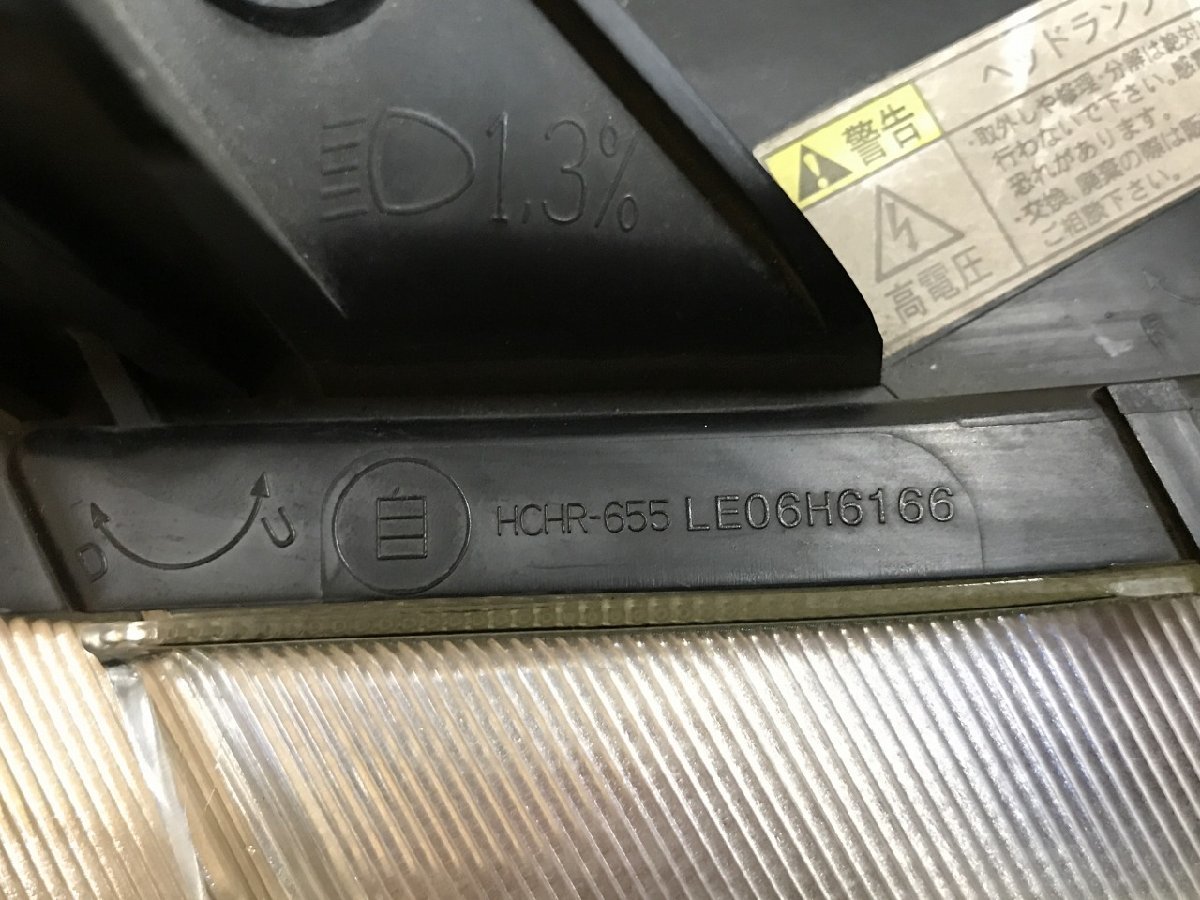 1.3%
ヘッドランプ
警告
・取外しや修理・分解は絶対
行わないで下さい。感
恐れがあります。
・交換、廃棄の際は
ご相談下さい。
高電圧
D U HCHR-655 LE06H6166